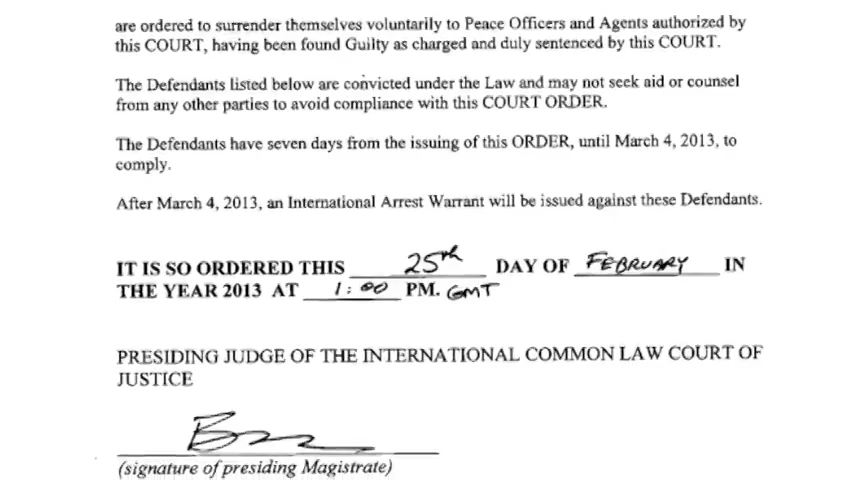 are ordered to surrender themselves voluntarily to Peace Officers and Agents authorized by
this COURT, having been found Guilty as charged and duly sentenced by this COURT.
The Defendants listed below are convicted under the Law and may not seek aid or counsel
from any other parties to avoid compliance with this COURT ORDER.
The Defendants have seven days from the issuing of this ORDER, until March 4, 2013, to
comply.
After March 4, 2013, an International Arrest Warrant will be issued against these Defendants.
IT IS SO ORDERED THIS 25th DAY OF FEBRUARY IN
THE YEAR 2013 AT 1:00 PM. GMT
PRESIDING JUDGE OF THE INTERNATIONAL COMMON LAW COURT OF
JUSTICE
(signature of presiding Magistrate)